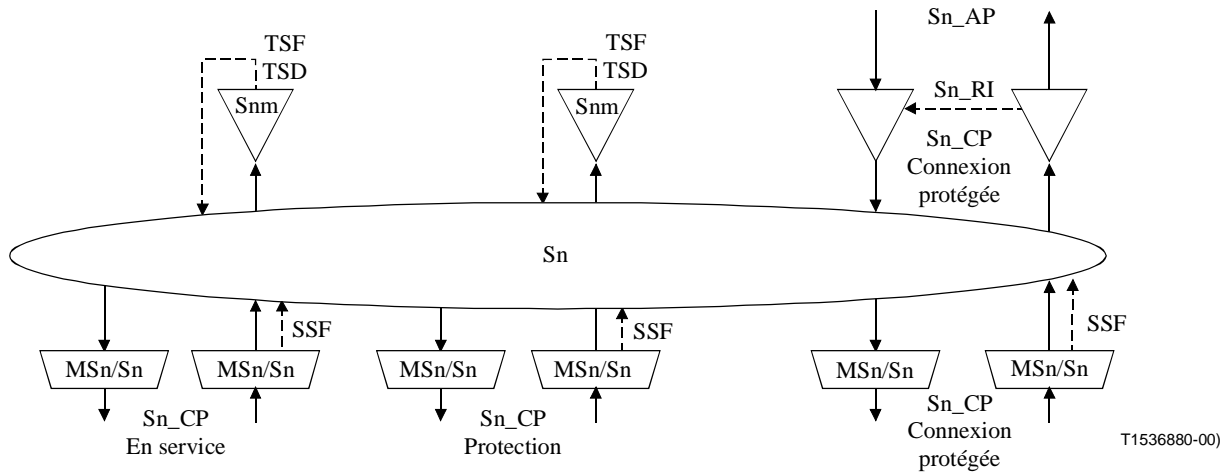 TSF
TSD
Snm
TSF
TSD
Snm
Sn_AP
Sn_RI
Sn_CP
Connexion
protégée
Sn
SSF
SSF
SSF
MSn/Sn
MSn/Sn
MSn/Sn
MSn/Sn
MSn/Sn
MSn/Sn
Sn_CP
En service
Sn_CP
Protection
Sn_CP
Connexion
protégée
T1536880-00)